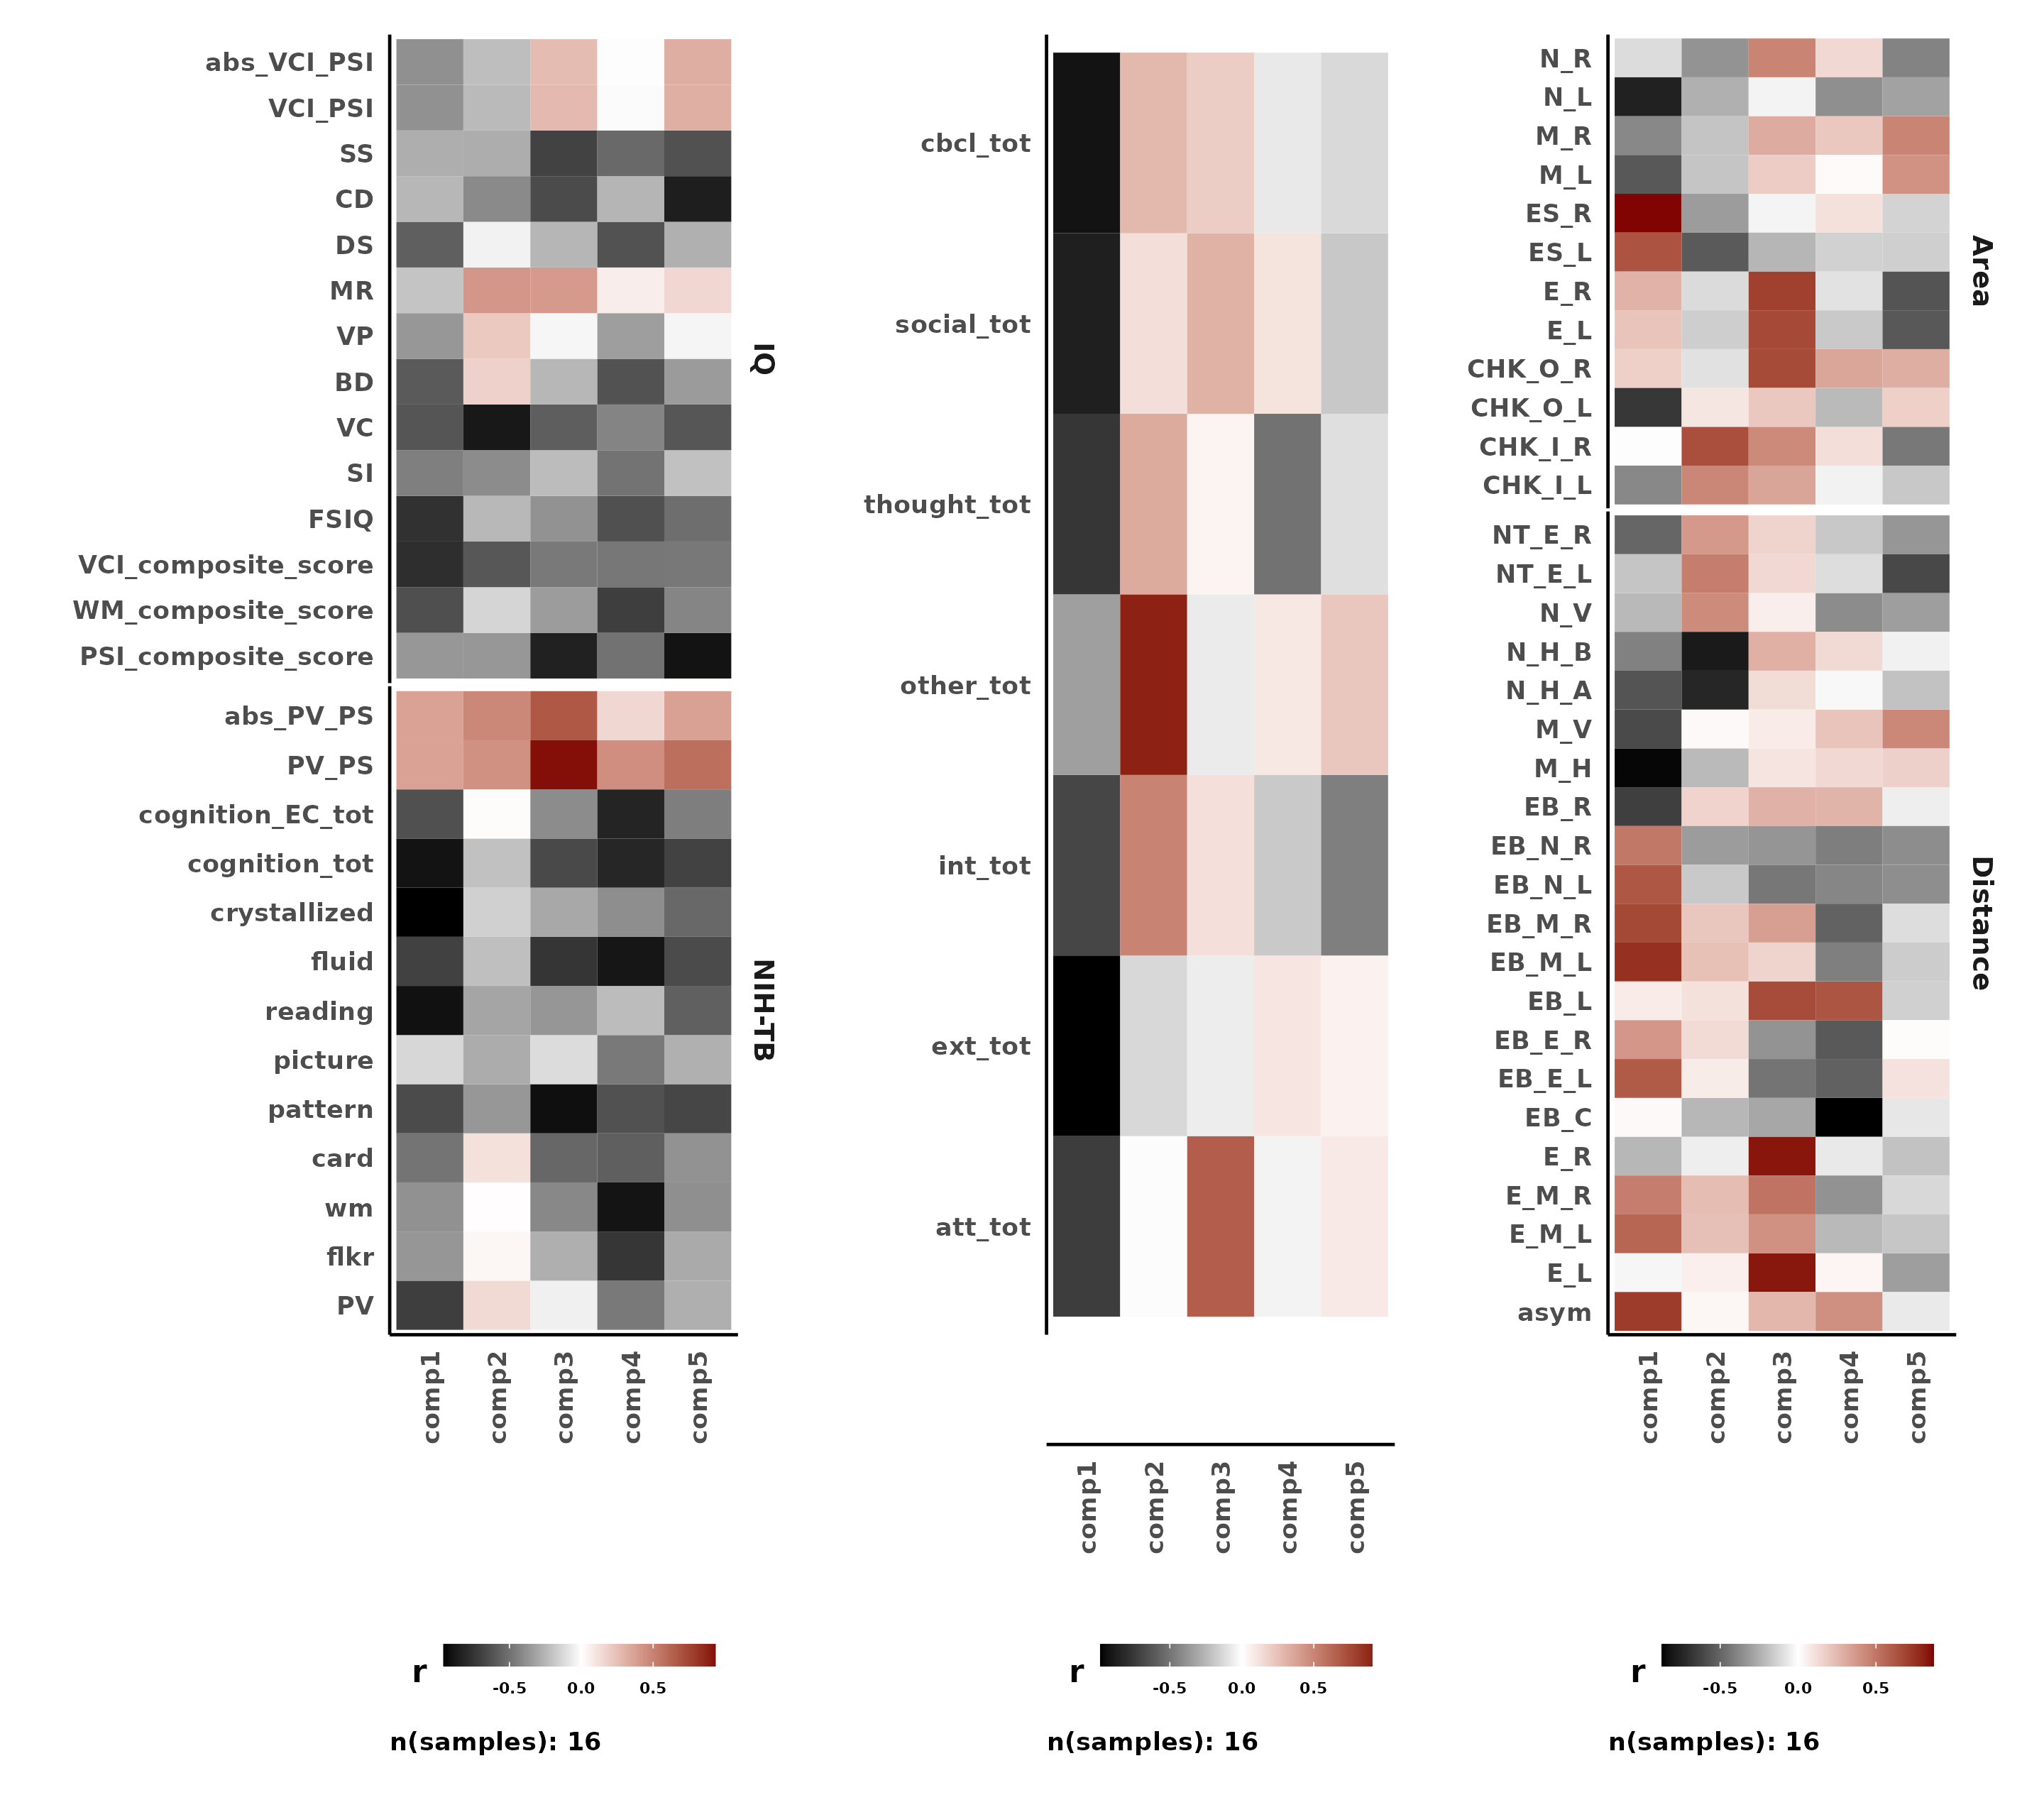 abs_VCI_PSI
VCI_PSI
SS
CD
DS
MR
VP
BD
VC
SI
FSIQ
VCI_composite_score
WM_composite_score
PSI_composite_score
IQ
abs_PV_PS
PV_PS
cognition_EC_tot
cognition_tot
crystallized
fluid
reading
picture
pattern
card
wm
flkr
PV
NIH-TB
comp1
comp2
comp3
comp4
comp5
r
-0.5 0.0 0.5
n(samples): 16
cbcl_tot
social_tot
thought_tot
other_tot
int_tot
ext_tot
att_tot
comp1
comp2
comp3
comp4
comp5
r
-0.5 0.0 0.5
n(samples): 16
N_R
N_L
M_R
M_L
ES_R
ES_L
E_R
E_L
CHK_O_R
CHK_O_L
CHK_I_R
CHK_I_L
Area
NT_E_R
NT_E_L
N_V
N_H_B
N_H_A
M_V
M_H
EB_R
EB_N_R
EB_N_L
EB_M_R
EB_M_L
EB_L
EB_E_R
EB_E_L
EB_C
E_R
E_M_R
E_M_L
E_L
asym
Distance
comp1
comp2
comp3
comp4
comp5
r
-0.5 0.0 0.5
n(samples): 16